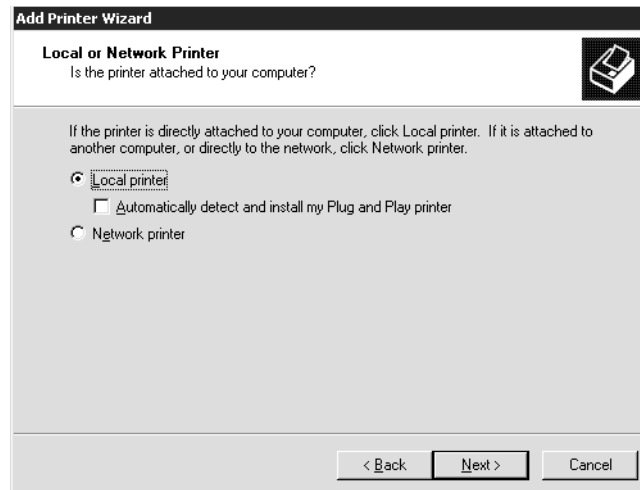 Add Printer Wizard
Local or Network Printer
Is the printer attached to your computer?
If the printer is directly attached to your computer, click Local printer. If it is attached to
another computer, or directly to the network, click Network printer.
Local printer
Automatically detect and install my Plug and Play printer
Network printer
< Back Next > Cancel